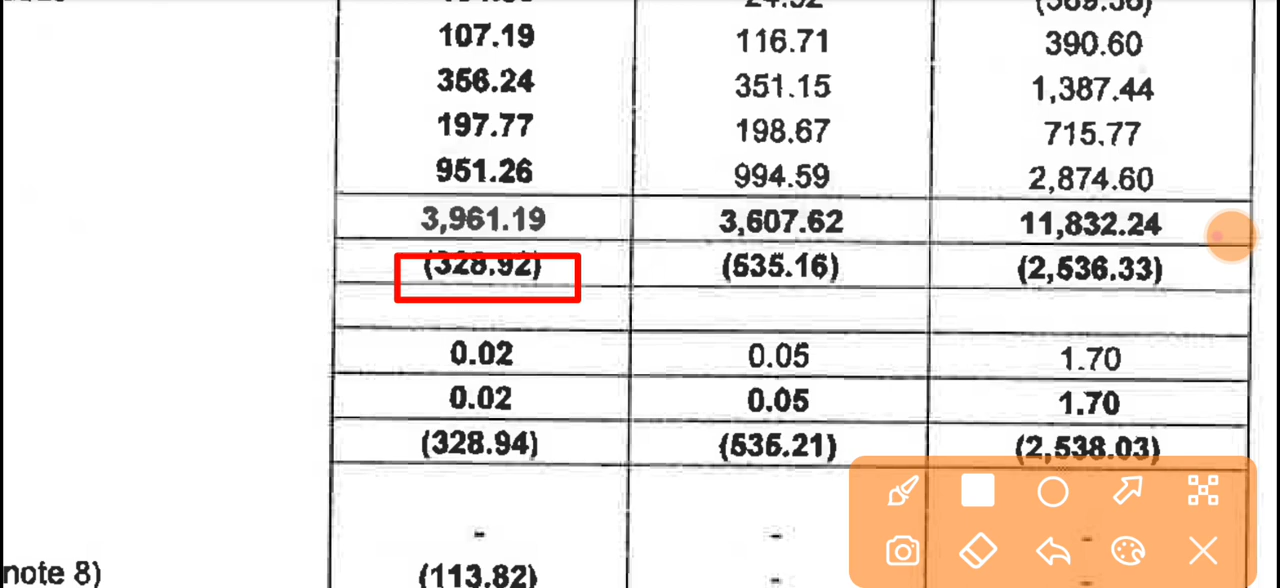 107.19 116.71 390.60
356.24 351.15 1,387.44
197.77 198.67 715.77
951.26 994.59 2,874.60
3,961.19 3,607.62 11,832.24
(328.92) (535.16) (2,536.33)
0.02 0.05 1.70
0.02 0.05 1.70
(328.94) (535.21) (2,538.03)
- - -
note 8) (113.82) - -